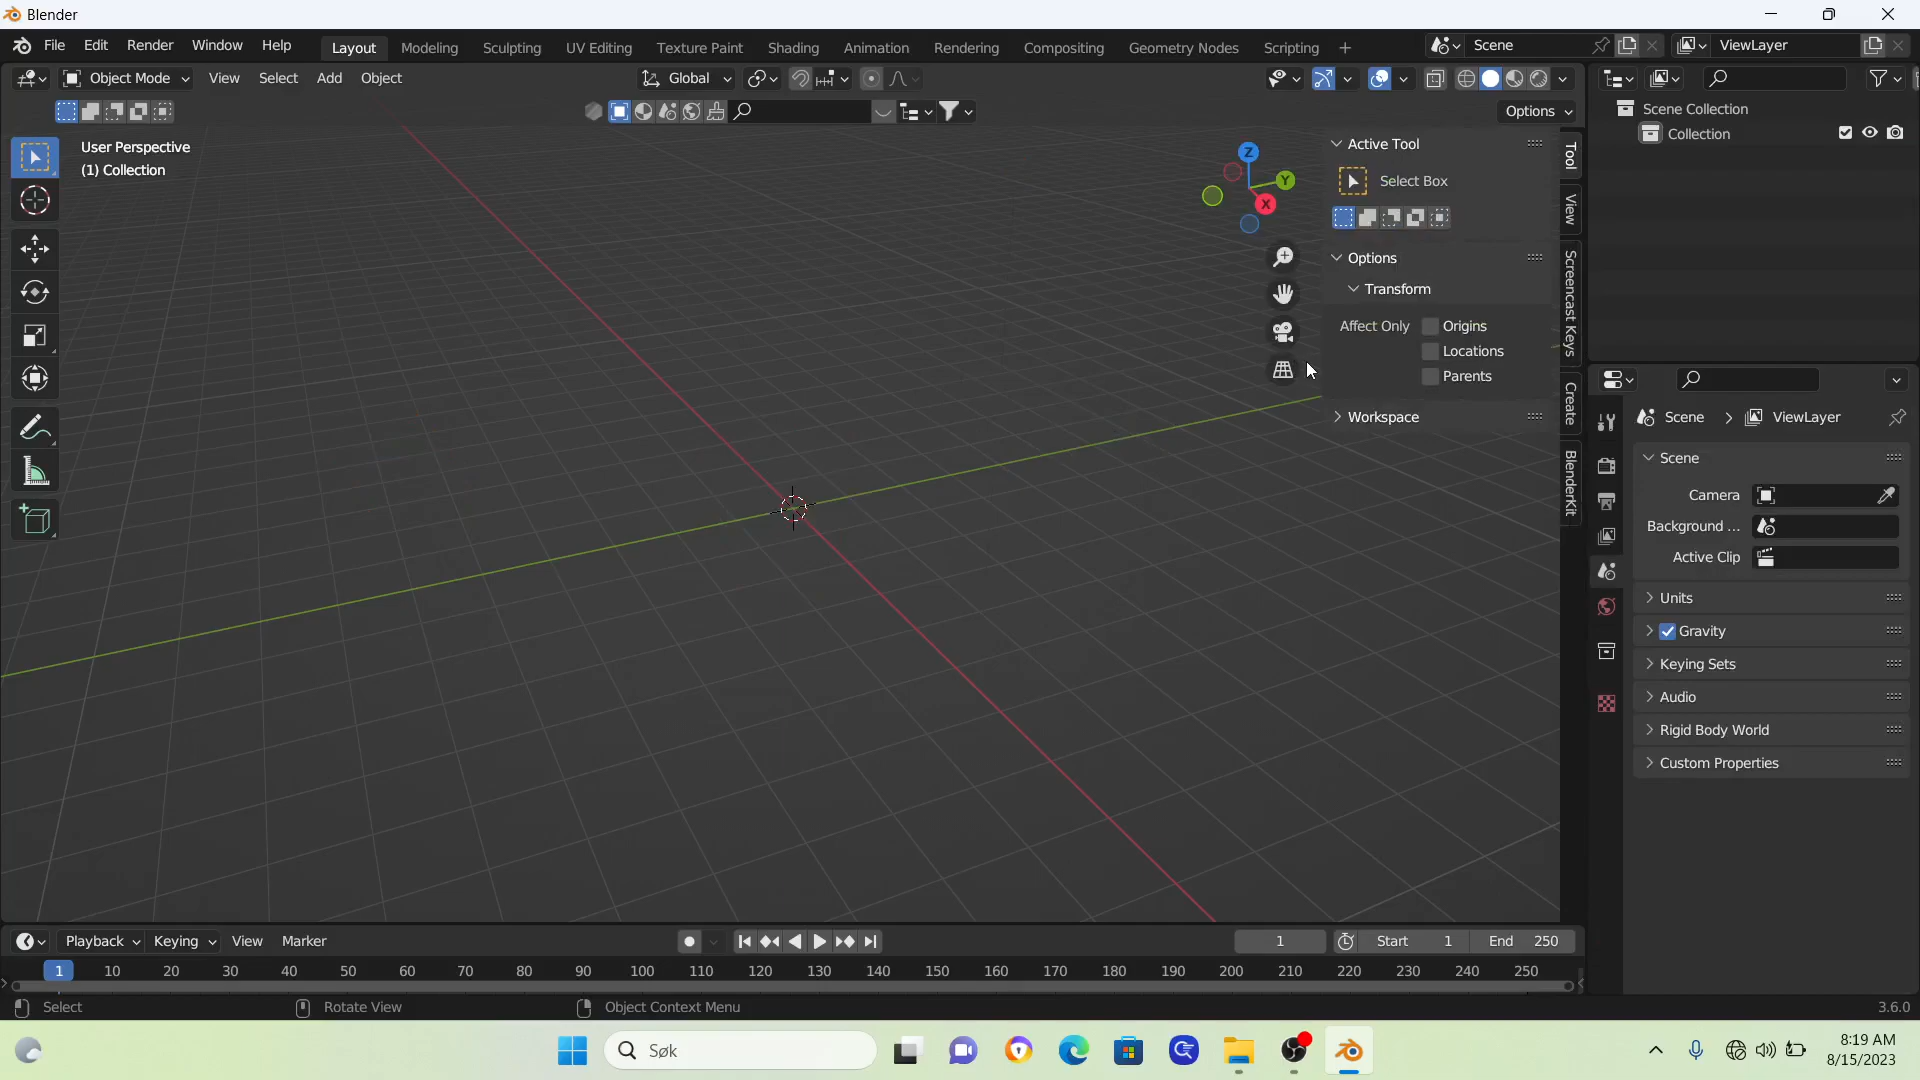 Blender
File Edit Render Window Help Layout Modeling Sculpting UV Editing Texture Paint Shading Animation Rendering Compositing Geometry Nodes Scripting + Scene ViewLayer
Object Mode View Select Add Object Global
Options
User Perspective
(1) Collection
Z
Y
X
Active Tool
Select Box
Options
Transform
Affect Only Origins
Locations
Parents
Workspace
Tool
View
Screencast Keys
Create
BlenderKit
Scene Collection
Collection
Scene > ViewLayer
Scene
Camera
Background ...
Active Clip
Units
Gravity
Keying Sets
Audio
Rigid Body World
Custom Properties
Playback Keying View Marker 1 Start 1 End 250
1 10 20 30 40 50 60 70 80 90 100 110 120 130 140 150 160 170 180 190 200 210 220 230 240 250
Select Rotate View Object Context Menu 3.6.0
Søk
8:19 AM
8/15/2023